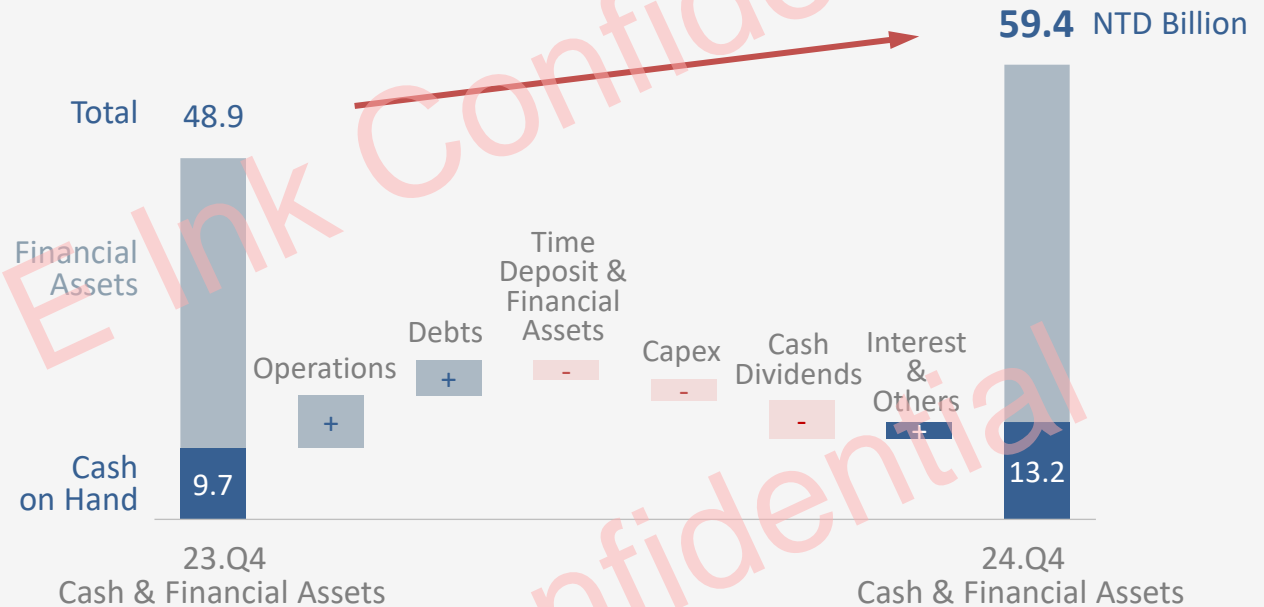 59.4 NTD Billion
Total
48.9
Financial
Assets
Time
Deposit &
Financial
Assets
Debts
Operations
Capex
Cash
Dividends
Interest
&
Others
+
+
-
-
-
+
Cash
on Hand
9.7
13.2
23.Q4
Cash & Financial Assets
24.Q4
Cash & Financial Assets
E Ink Confide
nfidential